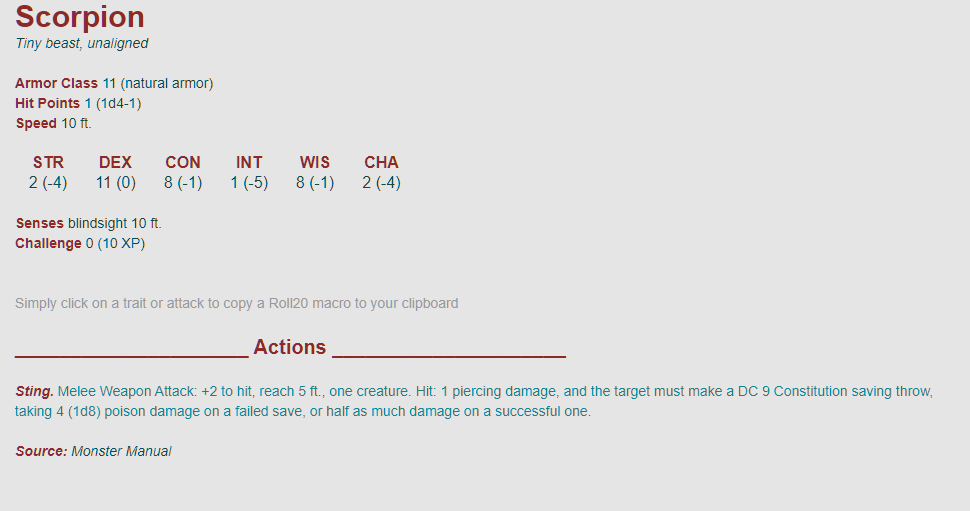 Scorpion
Tiny beast, unaligned
Armor Class 11 (natural armor)
Hit Points 1 (1d4-1)
Speed 10 ft.
STR DEX CON INT WIS CHA
2 (-4) 11 (0) 8 (-1) 1 (-5) 8 (-1) 2 (-4)
Senses blindsight 10 ft.
Challenge 0 (10 XP)
Simply click on a trait or attack to copy a Roll20 macro to your clipboard
Actions
Sting. Melee Weapon Attack: +2 to hit, reach 5 ft., one creature. Hit: 1 piercing damage, and the target must make a DC 9 Constitution saving throw,
taking 4 (1d8) poison damage on a failed save, or half as much damage on a successful one.
Source: Monster Manual